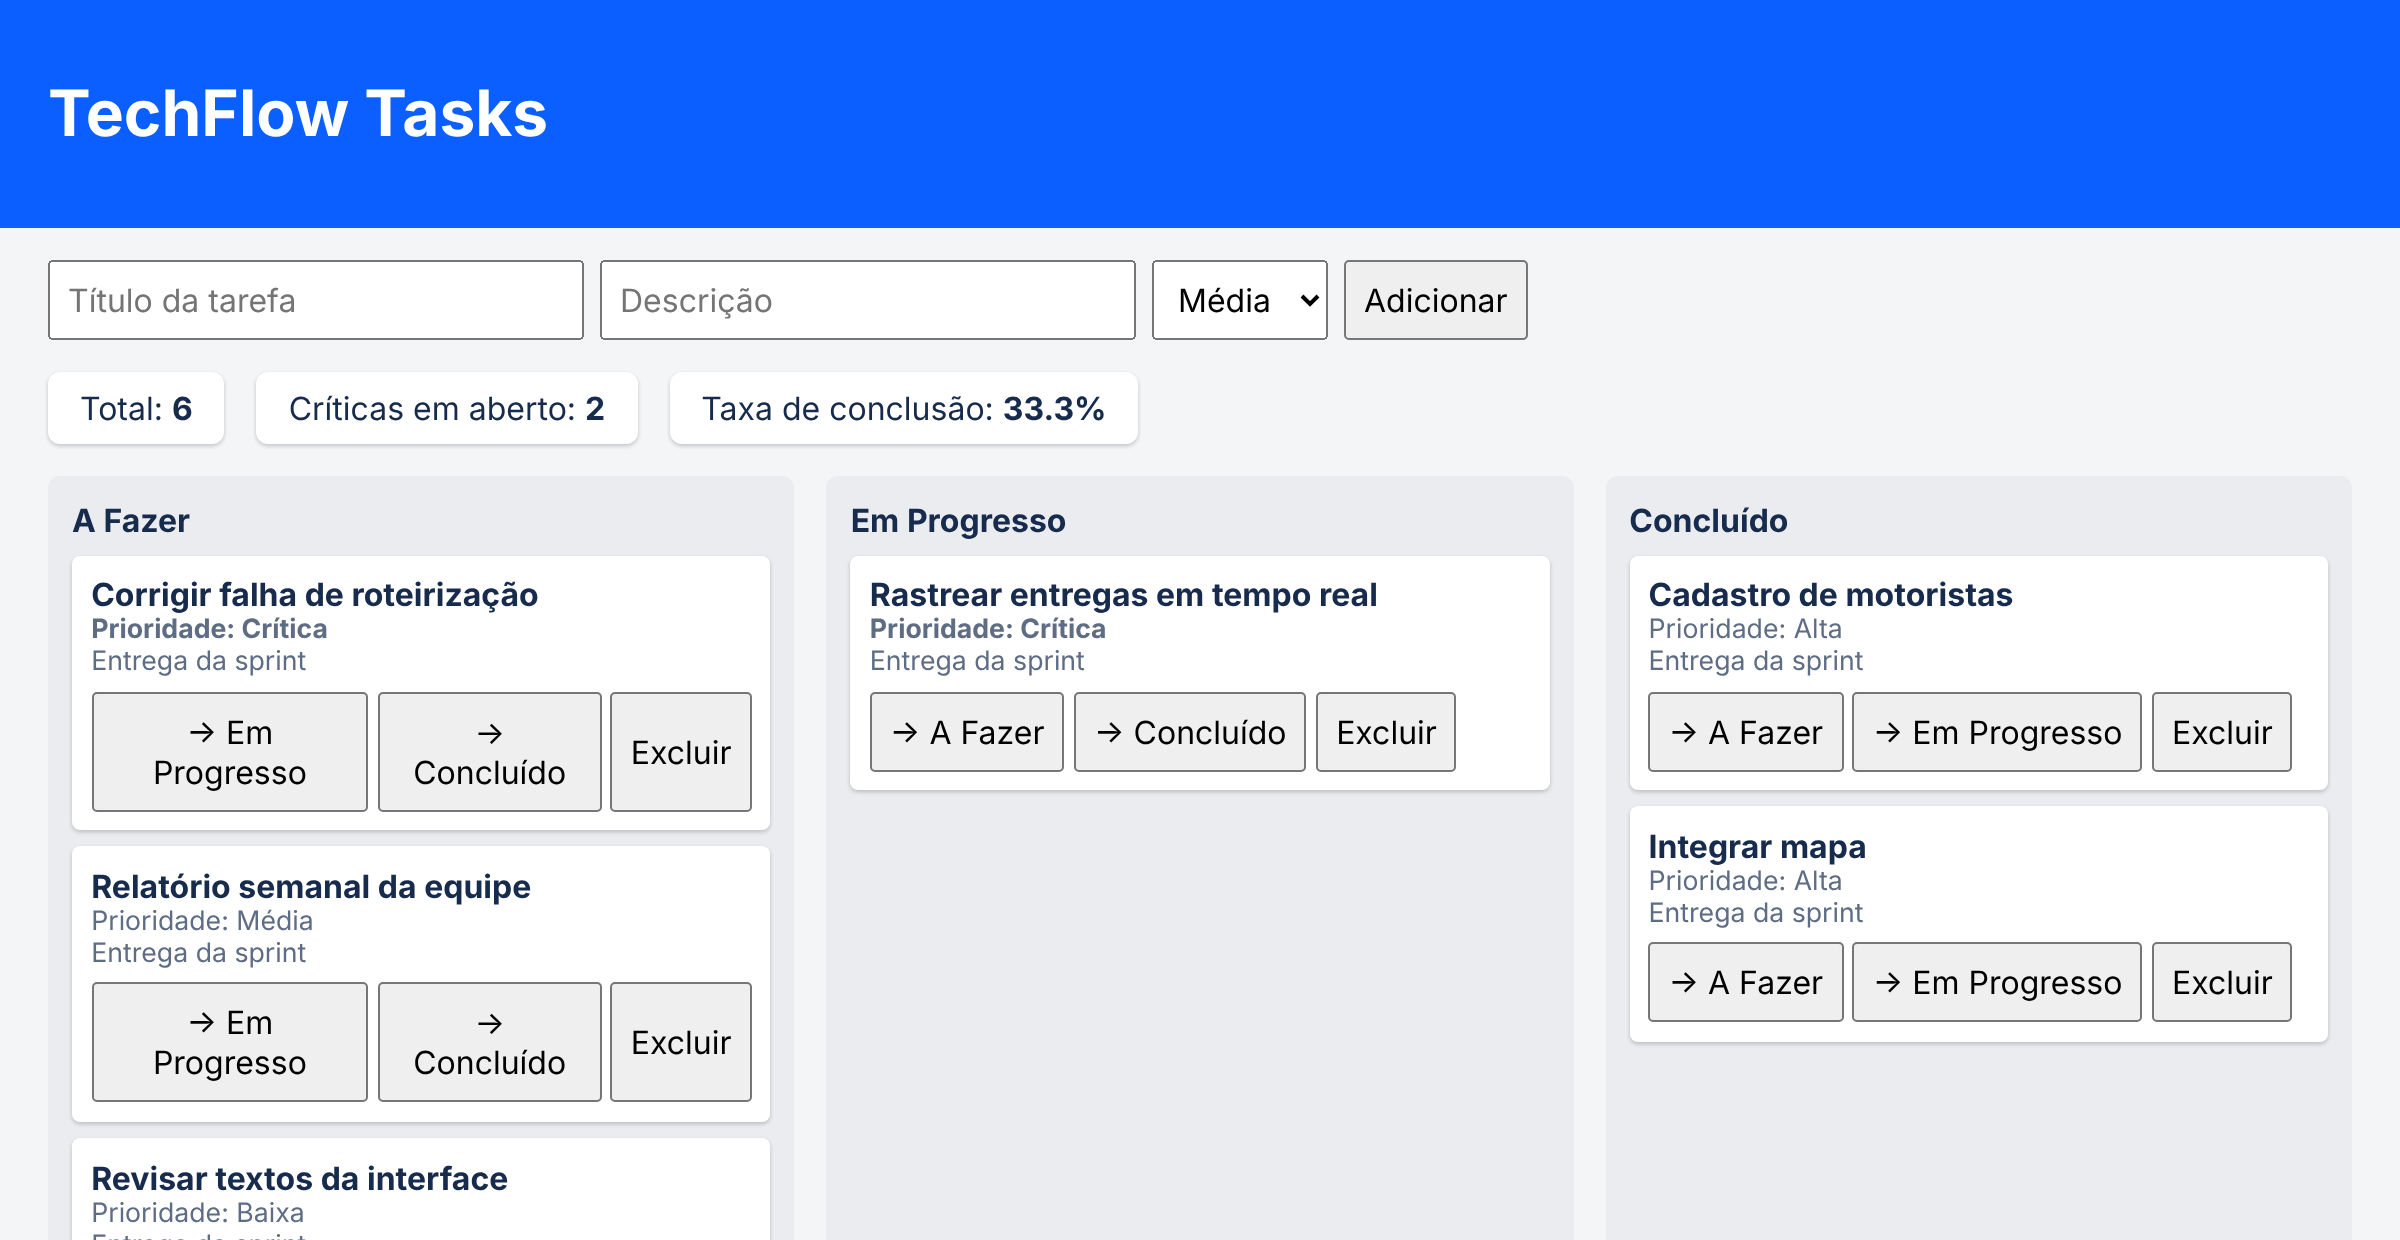 TechFlow Tasks
Título da tarefa
Descrição
Média
Adicionar
Total: 6
Críticas em aberto: 2
Taxa de conclusão: 33.3%
A Fazer
Corrigir falha de roteirização
Prioridade: Crítica
Entrega da sprint
→ Em
Progresso
→
Concluído
Excluir
Relatório semanal da equipe
Prioridade: Média
Entrega da sprint
→ Em
Progresso
→
Concluído
Excluir
Revisar textos da interface
Prioridade: Baixa
Em Progresso
Rastrear entregas em tempo real
Prioridade: Crítica
Entrega da sprint
→ A Fazer
→ Concluído
Excluir
Concluído
Cadastro de motoristas
Prioridade: Alta
Entrega da sprint
→ A Fazer
→ Em Progresso
Excluir
Integrar mapa
Prioridade: Alta
Entrega da sprint
→ A Fazer
→ Em Progresso
Excluir